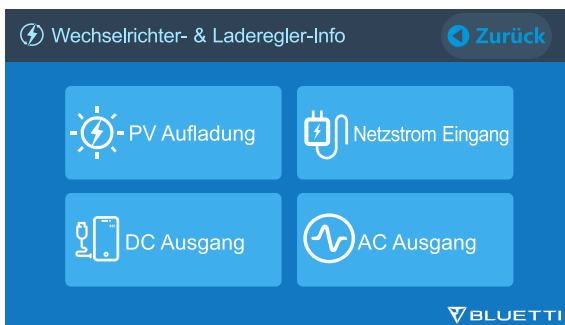 Wechselrichter- & Laderegler-Info
Zurück
PV Aufladung
Netzstrom Eingang
DC Ausgang
AC Ausgang
BLUETTI